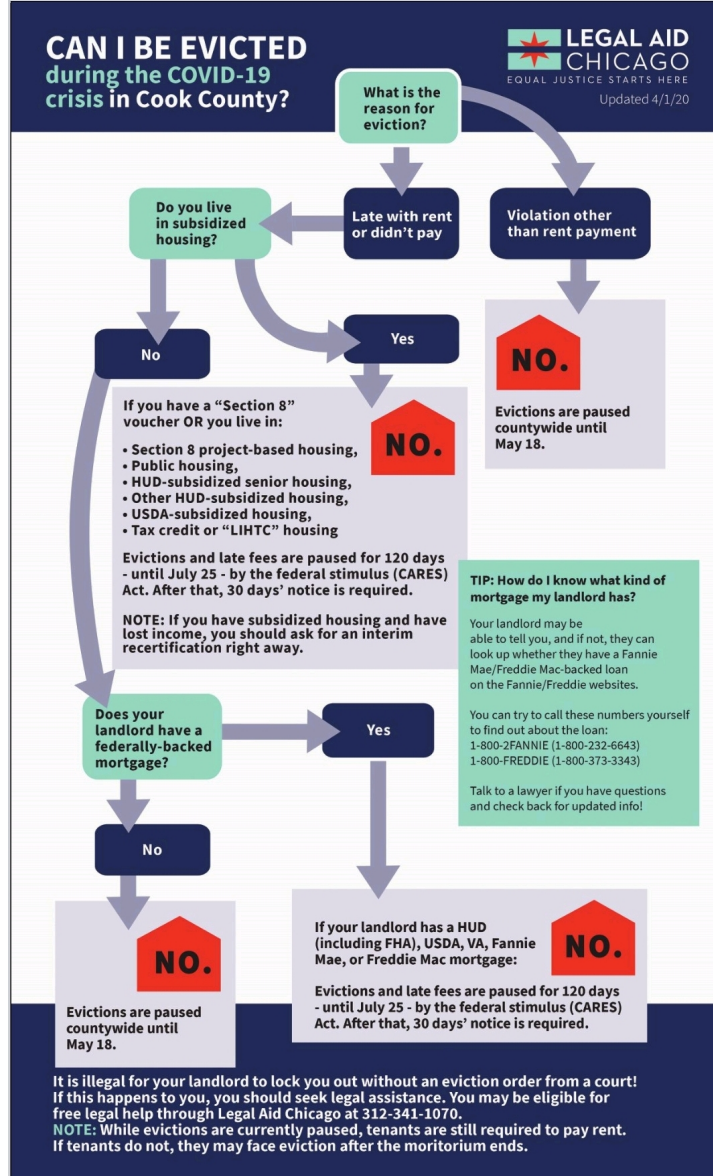 CAN I BE EVICTED
during the COVID-19
crisis in Cook County?
LEGAL AID
CHICAGO
EQUAL JUSTICE STARTS HERE
Updated 4/1/20
What is the
reason for
eviction?
Do you live
in subsidized
housing?
Late with rent
or didn't pay
Violation other
than rent payment
No
Yes
NO.
Evictions are paused
countywide until
May 18.
If you have a “Section 8”
voucher OR you live in:
NO.
• Section 8 project-based housing,
• Public housing,
• HUD-subsidized senior housing,
• Other HUD-subsidized housing,
• USDA-subsidized housing,
• Tax credit or “LIHTC” housing
Evictions and late fees are paused for 120 days
- until July 25 - by the federal stimulus (CARES)
Act. After that, 30 days’ notice is required.
NOTE: If you have subsidized housing and have
lost income, you should ask for an interim
recertification right away.
TIP: How do I know what kind of
mortgage my landlord has?
Your landlord may be
able to tell you, and if not, they can
look up whether they have a Fannie
Mae/Freddie Mac-backed loan
on the Fannie/Freddie websites.
You can try to call these numbers yourself
to find out about the loan:
1-800-2FANNIE (1-800-232-6643)
1-800-FREDDIE (1-800-373-3343)
Talk to a lawyer if you have questions
and check back for updated info!
Does your
landlord have a
federally-backed
mortgage?
Yes
No
NO.
Evictions are paused
countywide until
May 18.
If your landlord has a HUD
(including FHA), USDA, VA, Fannie
Mae, or Freddie Mac mortgage:
NO.
Evictions and late fees are paused for 120 days
- until July 25 - by the federal stimulus (CARES)
Act. After that, 30 days’ notice is required.
It is illegal for your landlord to lock you out without an eviction order from a court!
If this happens to you, you should seek legal assistance. You may be eligible for
free legal help through Legal Aid Chicago at 312-341-1070.
NOTE: While evictions are currently paused, tenants are still required to pay rent.
If tenants do not, they may face eviction after the moritorium ends.